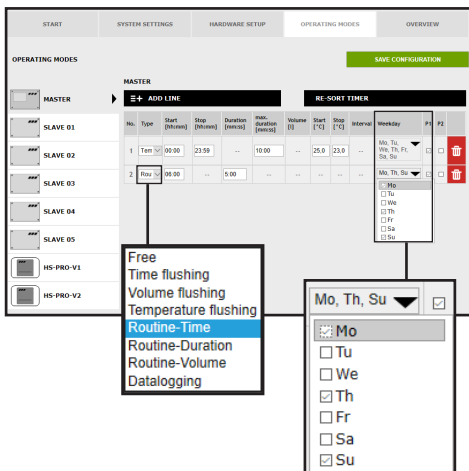 START SYSTEM SETTINGS HARDWARE SETUP OPERATING MODES OVERVIEW
OPERATING MODES SAVE CONFIGURATION
MASTER
MASTER
ADD LINE RE-SORT TIMER
No. Type Start [hh:mm] Stop [hh:mm] Duration [mm:ss] max. duration [mm:ss] Volume [l] Start [°C] Stop [°C] Interval Weekday P1 P2
1 Tem 00:00 23:59 -- 10:00 -- 25,0 23,0 -- Mo, Tu, We, Th, Fr, Sa, Su
2 Rou 06:00 -- 5:00 -- -- -- -- -- Mo, Th, Su
Mo
Tu
We
Th
Fr
Sa
Su
SLAVE 01
SLAVE 02
SLAVE 03
SLAVE 04
SLAVE 05
HS-PRO-V1
HS-PRO-V2
Free
Time flushing
Volume flushing
Temperature flushing
Routine-Time
Routine-Duration
Routine-Volume
Datalogging
Mo, Th, Su
Mo
Tu
We
Th
Fr
Sa
Su